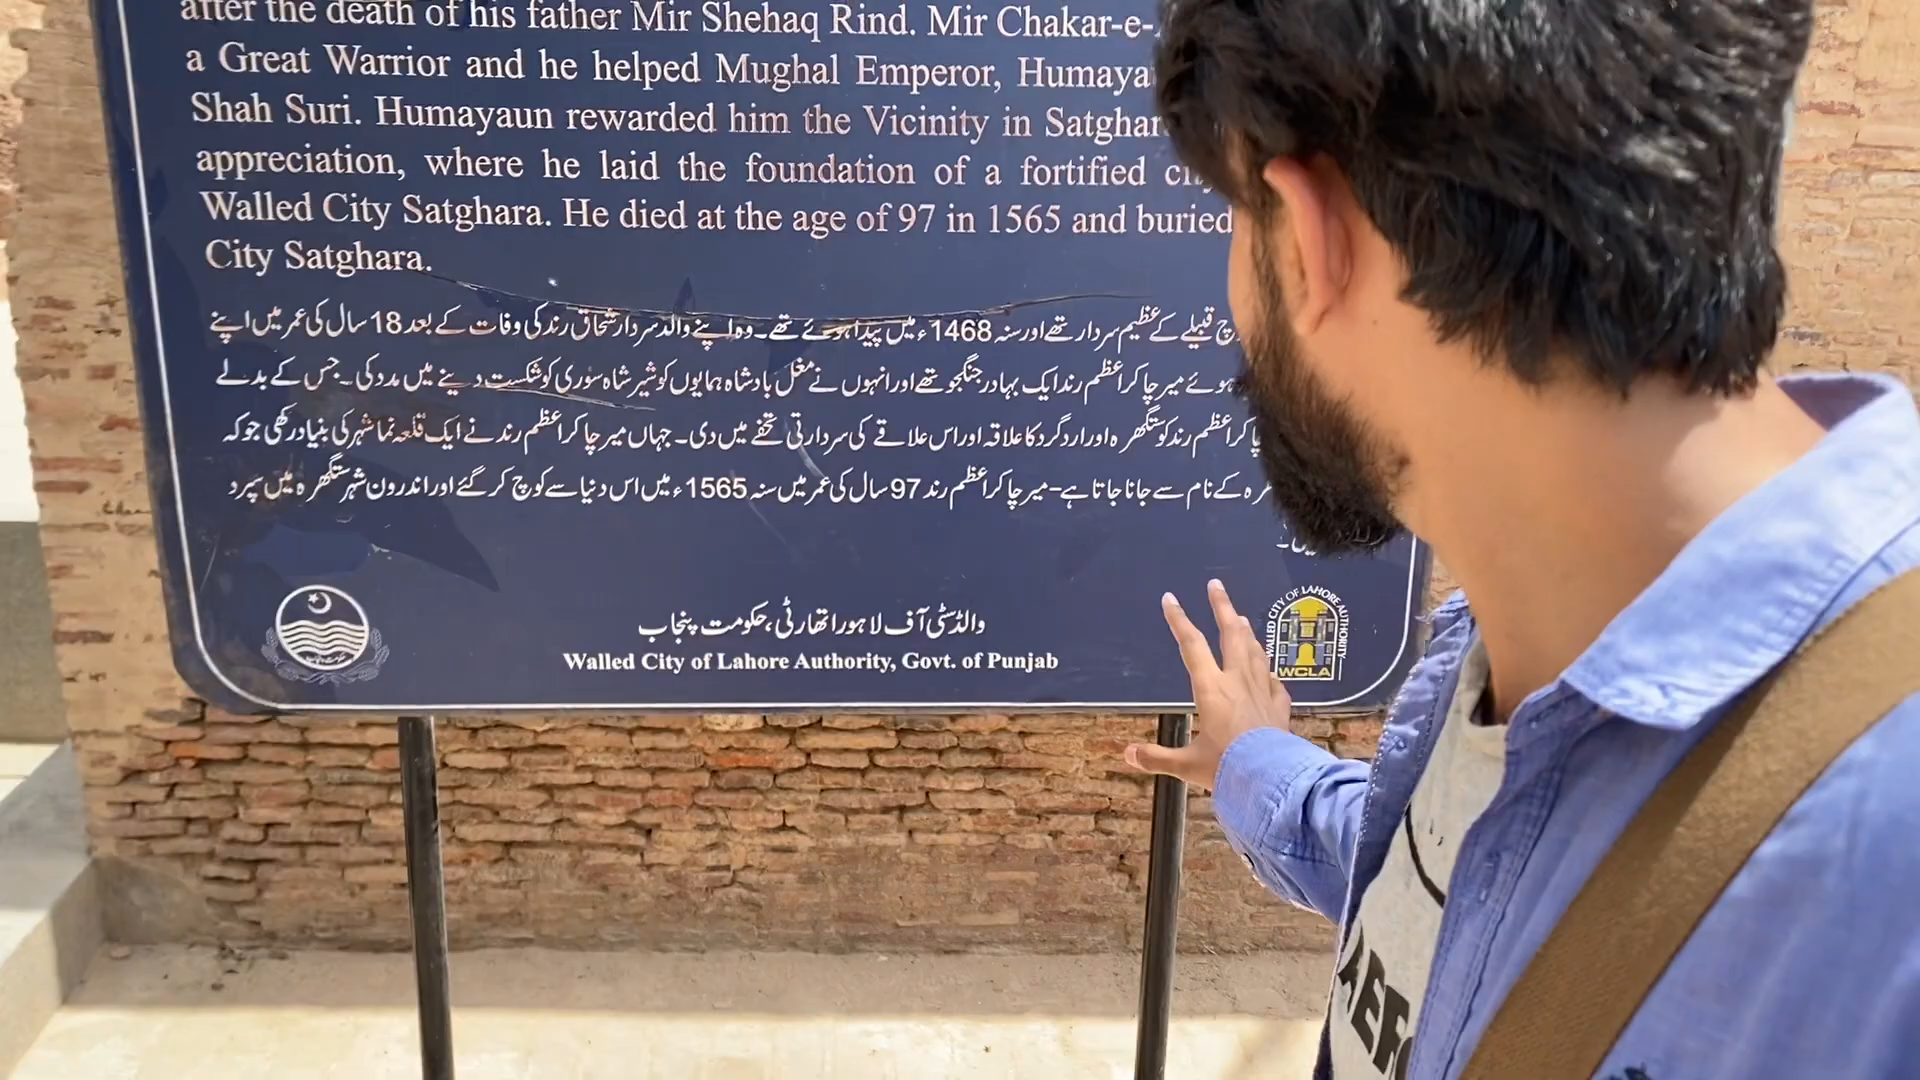 after the death of his father Mir Shehaq Rind. Mir Chakar-e-
a Great Warrior and he helped Mughal Emperor,
Shah Suri. Humayaun rewarded him the Vicinity in
appreciation, where he laid the foundation of a fortified
Walled City Satghara. He died at the age of 97 in 1565 and buried
City Satghara.
قبیلے کے عظیم سردار تھے اور سنہ 1468ء میں پیدا ہوئے تھے۔ وہ اپنے والد سردار شحاق رند کی وفات کے بعد 18 سال کی عمر میں اپنے
ہوئے میر چاکر اعظم رند ایک بہادر جنگجو تھے اور انہوں نے مغل بادشاہ ہمایوں کو شیر شاہ سوری کو شکست دینے میں مدد کی۔ جس کے بدلے
اعظم رند کو ستگھرہ اور ارد گرد کا علاقہ اور اس علاقے کی سرداری تحفے میں دی۔ جہاں میر چاکر اعظم رند نے ایک قلعہ نما شہر کی بنیاد رکھی جو کہ
کے نام سے جانا جاتا ہے- میر چاکر اعظم رند 97 سال کی عمر میں سنہ 1565ء میں اس دنیا سے کوچ کر گئے اور اندرون شہر ستگھرہ میں سپرد
والڈ سٹی آف لاہور اتھارٹی، حکومت پنجاب
Walled City of Lahore Authority, Govt. of Punjab
WALLED CITY OF LAHORE AUTHORITY
WCLA